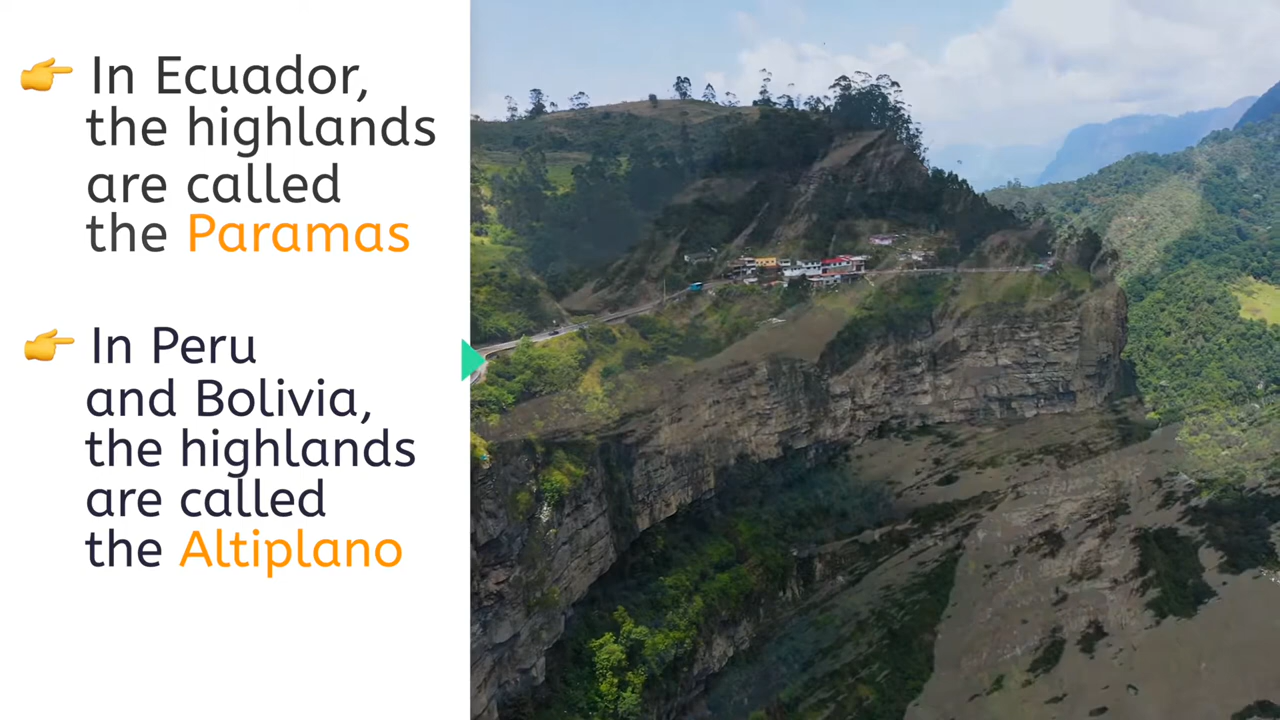 In Ecuador,
the highlands
are called
the Paramas
In Peru
and Bolivia,
the highlands
are called
the Altiplano